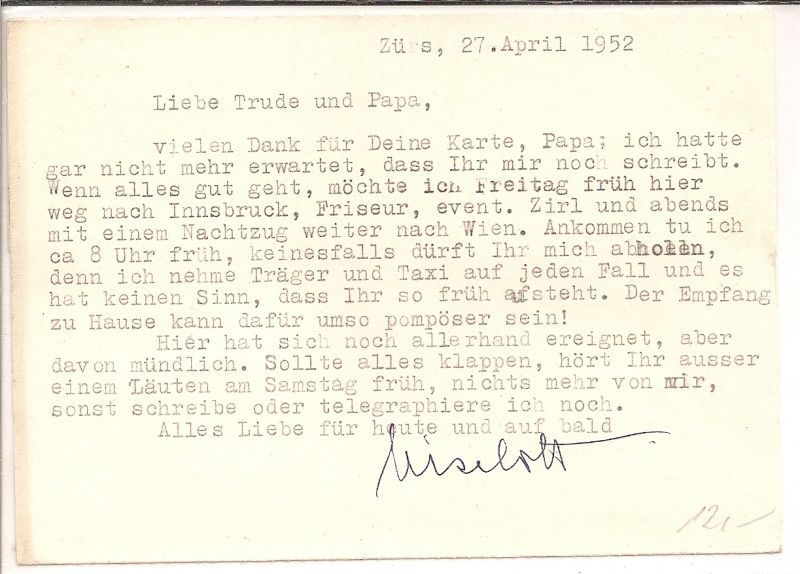 Zürs, 27.April 1952
Liebe Trude und Papa,
vielen Dank für Deine Karte, Papa; ich hatte
gar nicht mehr erwartet, dass Ihr mir noch schreibt.
Wenn alles gut geht, möchte ich Freitag früh hier
weg nach Innsbruck, Friseur, event. Zirl und abends
mit einem Nachtzug weiter nach Wien. Ankommen tu ich
ca 8 Uhr früh, keinesfalls dürft Ihr mich abholen,
denn ich nehme Träger und Taxi auf jeden Fall und es
hat keinen Sinn, dass Ihr so früh aufsteht. Der Empfang
zu Hause kann dafür umso pompöser sein!
Hier hat sich noch allerhand ereignet, aber
davon mündlich. Sollte alles klappen, hört Ihr ausser
einem Läuten am Samstag früh, nichts mehr von mir,
sonst schreibe oder telegraphiere ich noch.
Alles Liebe für heute und auf bald
12,-